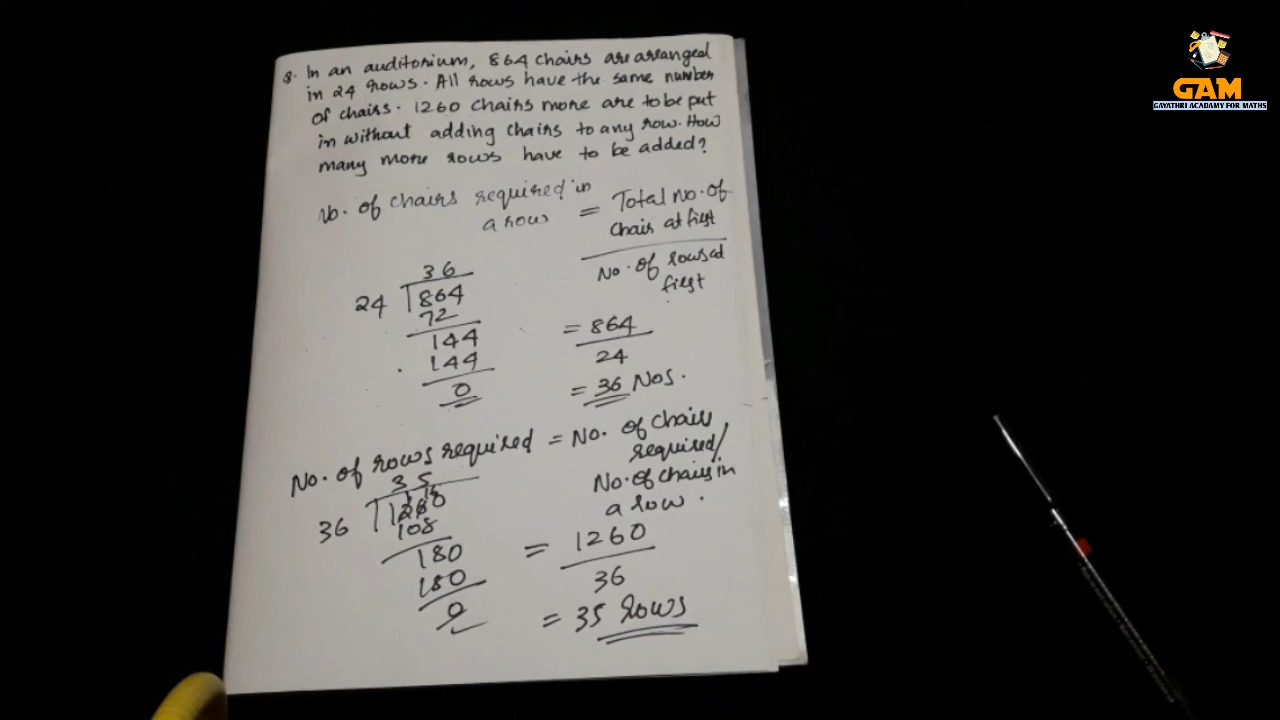 8. In an auditorium, 864 chairs are arranged
in 24 rows. All rows have the same number
of chairs. 1260 chairs more are to be put
in without adding chairs to any row. How
many more rows have to be added?
No. of chairs required in
a row = Total No. of
Chair at first
No. of rows at
first
36
24 864
72
144
144
0
= 864
24
= 36 Nos.
No. of rows required = No. of chair
required/
No. of chairs in
a row.
35
36 1260
108
180
180
0
= 1260
36
= 35 rows
GAM
GAYATHRI ACADAMY FOR MATHS